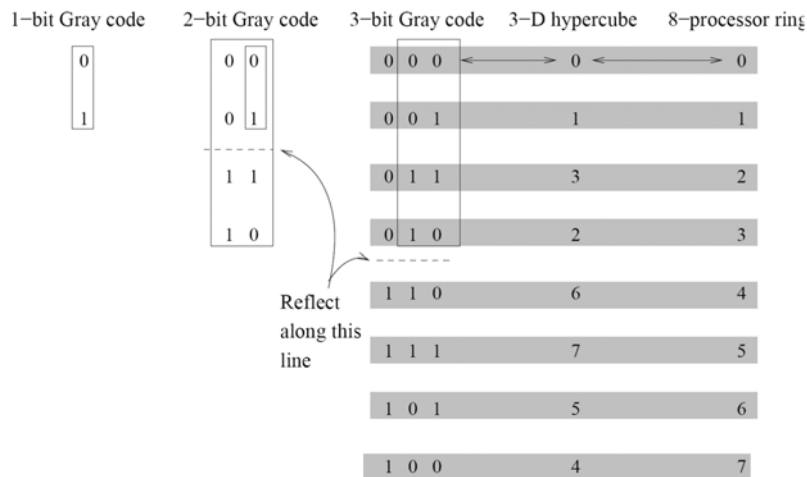 1−bit Gray code 2−bit Gray code 3−bit Gray code 3−D hypercube 8−processor ring
0 0 0 0 0 0 0 0
1 0 1 0 0 1 1 1
1 1 0 1 1 3 2
1 0 0 1 0 2 3
Reflect
along this
line
1 1 0 6 4
1 1 1 7 5
1 0 1 5 6
1 0 0 4 7